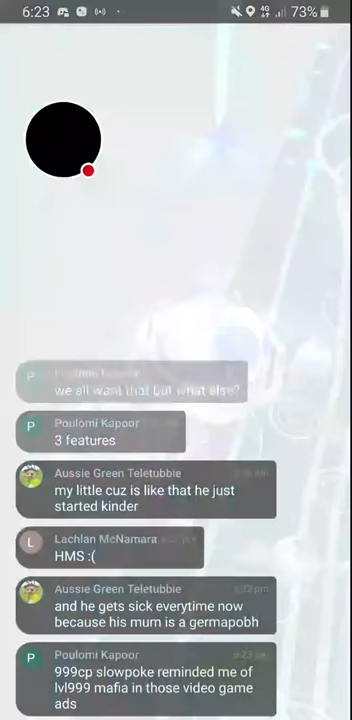 6:23
4G
73%
P
we all want that but what else?
P
Poulomi Kapoor
3 features
Aussie Green Teletubbie
my little cuz is like that he just
started kinder
L
Lachlan McNamara
HMS :(
Aussie Green Teletubbie
and he gets sick everytime now
because his mum is a germapobh
P
Poulomi Kapoor
999cp slowpoke reminded me of
lvl999 mafia in those video game
ads